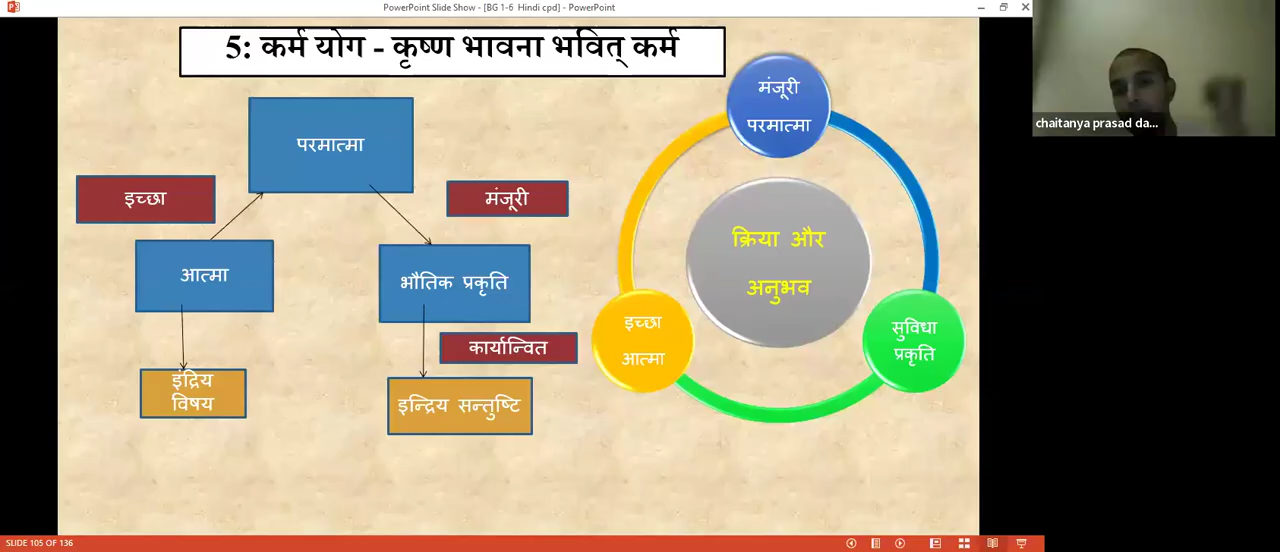 PowerPoint Slide Show - [BG 1-6 Hindi cpd] - PowerPoint
5: कर्म योग - कृष्ण भावना भवित् कर्म
परमात्मा
इच्छा
मंजूरी
आत्मा
भौतिक प्रकृति
कार्यान्वित
इंद्रिय
विषय
इन्द्रिय सन्तुष्टि
मंजूरी
परमात्मा
क्रिया और
अनुभव
इच्छा
आत्मा
सुविधा
प्रकृति
chaitanya prasad da...
SLIDE 105 OF 136